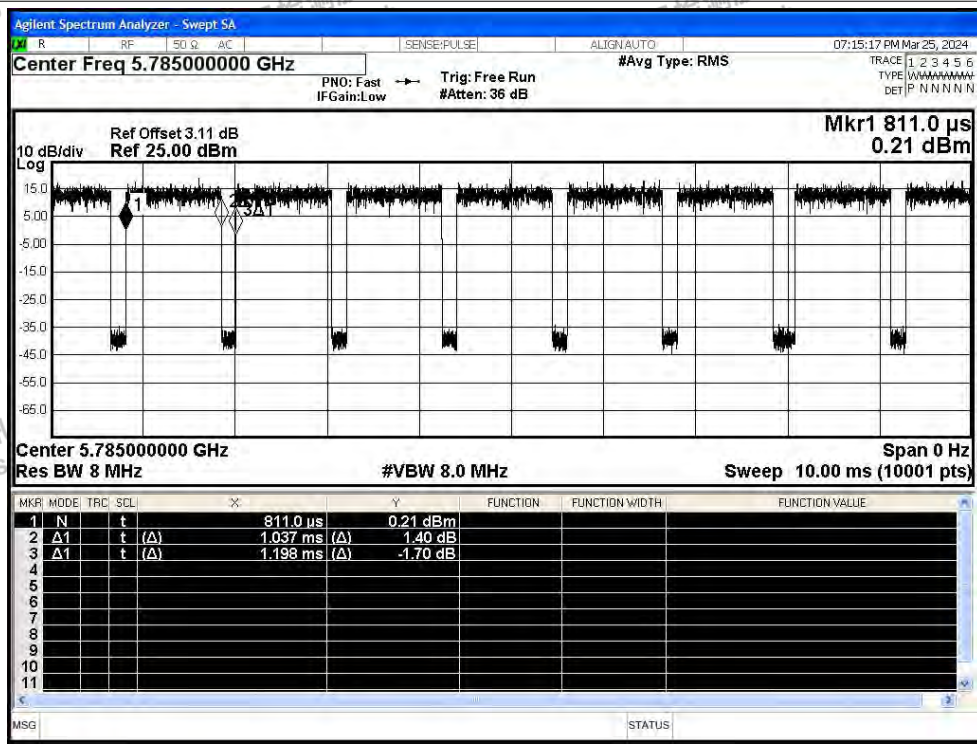 Agilent Spectrum Analyzer - Swept SA
R RF 50 Ω AC SENSE:PULSE ALIGN AUTO 07:15:17 PM Mar 25, 2024
Center Freq 5.785000000 GHz #Avg Type: RMS TRACE 1 2 3 4 5 6
PNO: Fast Trig: Free Run TYPE
IFGain:Low #Atten: 36 dB DET P N N N N N
Mkr1 811.0 µs
Ref Offset 3.11 dB
10 dB/div Ref 25.00 dBm 0.21 dBm
Log
15.0
5.00
-5.00
-15.0
-25.0
-35.0
-45.0
-55.0
-65.0
1
3Δ1
Center 5.785000000 GHz Span 0 Hz
Res BW 8 MHz #VBW 8.0 MHz Sweep 10.00 ms (10001 pts)
MKR MODE TRC SCL X Y FUNCTION FUNCTION WIDTH FUNCTION VALUE
1 N t 811.0 µs 0.21 dBm
2 Δ1 t (Δ) 1.037 ms (Δ) 1.40 dB
3 Δ1 t (Δ) 1.198 ms (Δ) -1.70 dB
4
5
6
7
8
9
10
11
MSG STATUS